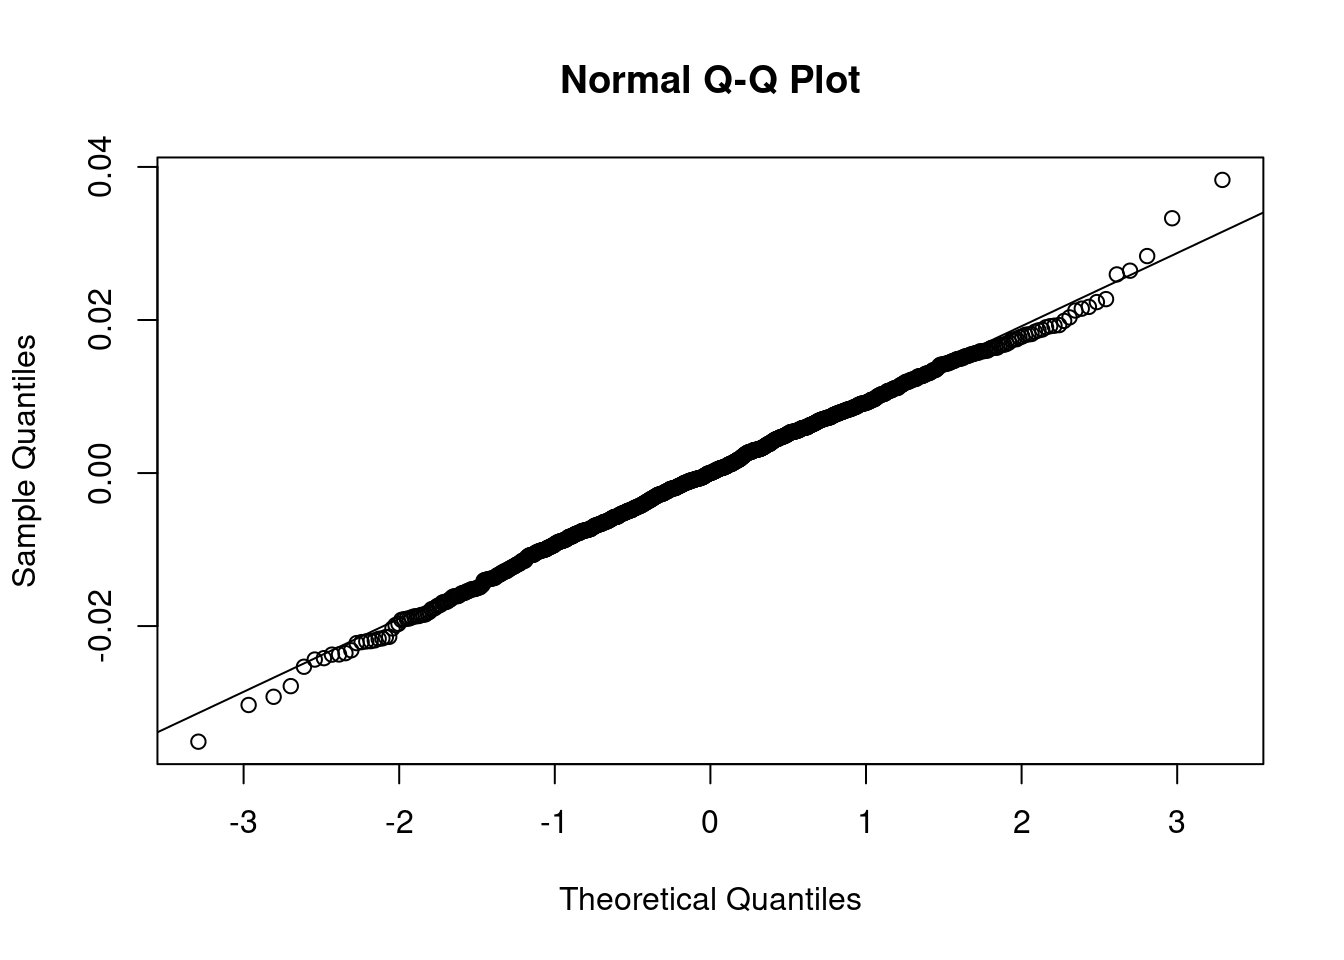 Normal Q-Q Plot
Sample Quantiles
0.04
0.02
0.00
-0.02
-3 -2 -1 0 1 2 3
Theoretical Quantiles